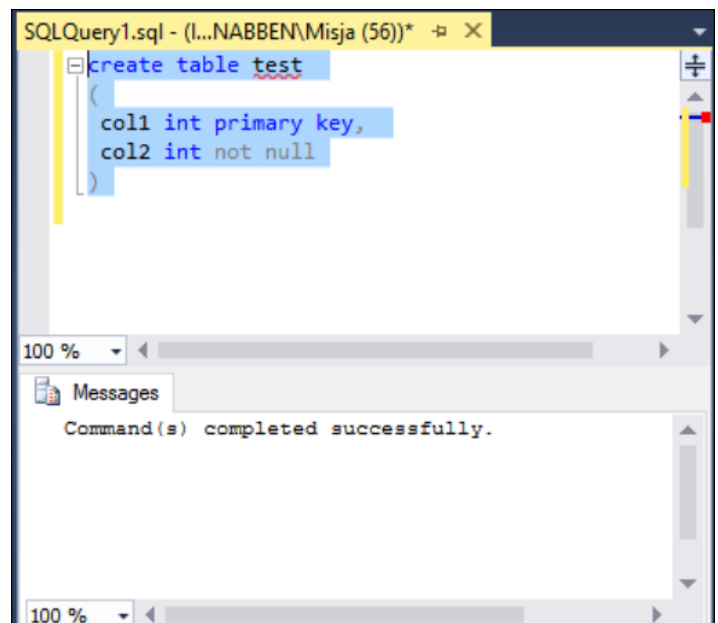 SQLQuery1.sql - (l...NABBEN\Misja (56))*
create table test
(
col1 int primary key,
col2 int not null
)
100 %
Messages
Command(s) completed successfully.
100 %